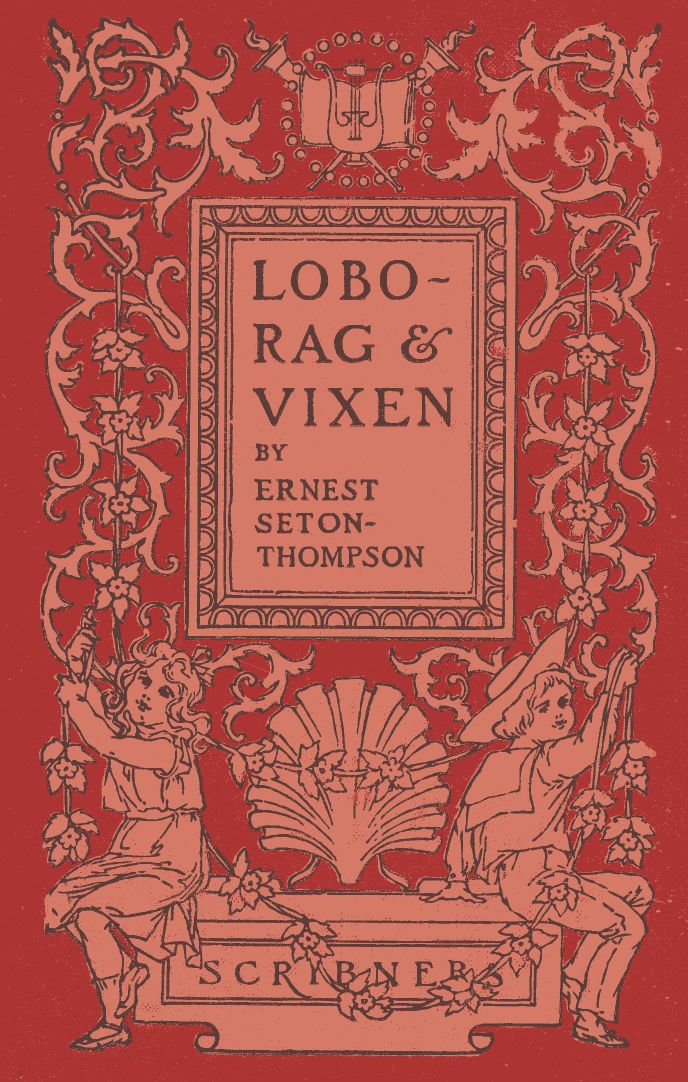 LOBO~
RAG &
VIXEN
BY
ERNEST
SETON-
THOMPSON
SCRIBNERS